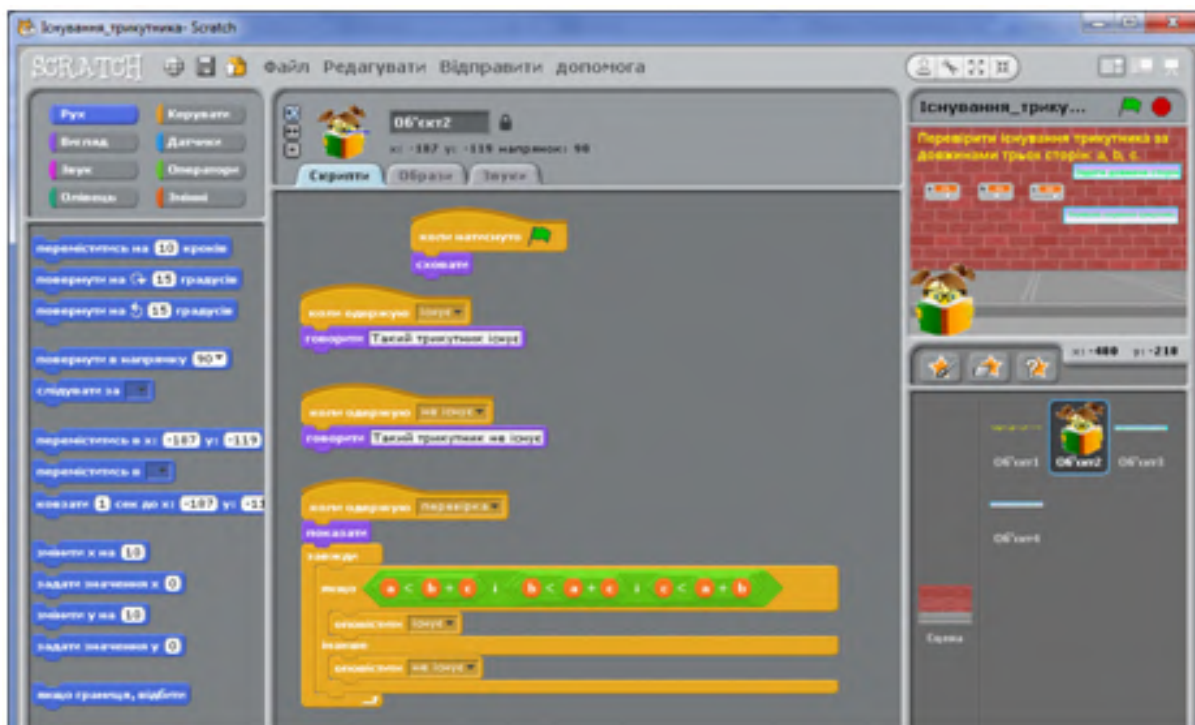 Існування_трикутника- Scratch
SCRATCH Файл Редагувати Відправити допомога
Рух Керувати
Вигляд Датчики
Звук Оператори
Олівець Змінні
Об'єкт2
x: -187 y: -119 напрямок: 90
Скрипти Образи Звуки
переміститись на 10 кроків
повернути на 15 градусів
повернути на 15 градусів
повернути в напрямку 90
слідувати за
переміститись в x: -187 y: -119
переміститись в
ковзати 1 сек до x: -187 y: -11
змінити x на 10
задати значення x 0
змінити y на 10
задати значення y 0
якщо границя, відбити
коли натиснуто
сховати
коли одержую існує
говорити Такий трикутник існує
коли одержую не існує
говорити Такий трикутник не існує
коли одержую перевірка
показати
завжди
якщо a < b + c і b < a + c і c < a + b
оповістити існує
інакше
оповістити не існує
Існування_трику...
Перевірити існування трикутника за
довжинами трьох сторін: a, b, c
x: -480 y: -210
Об'єкт1 Об'єкт2 Об'єкт3
Об'єкт4
Сцена